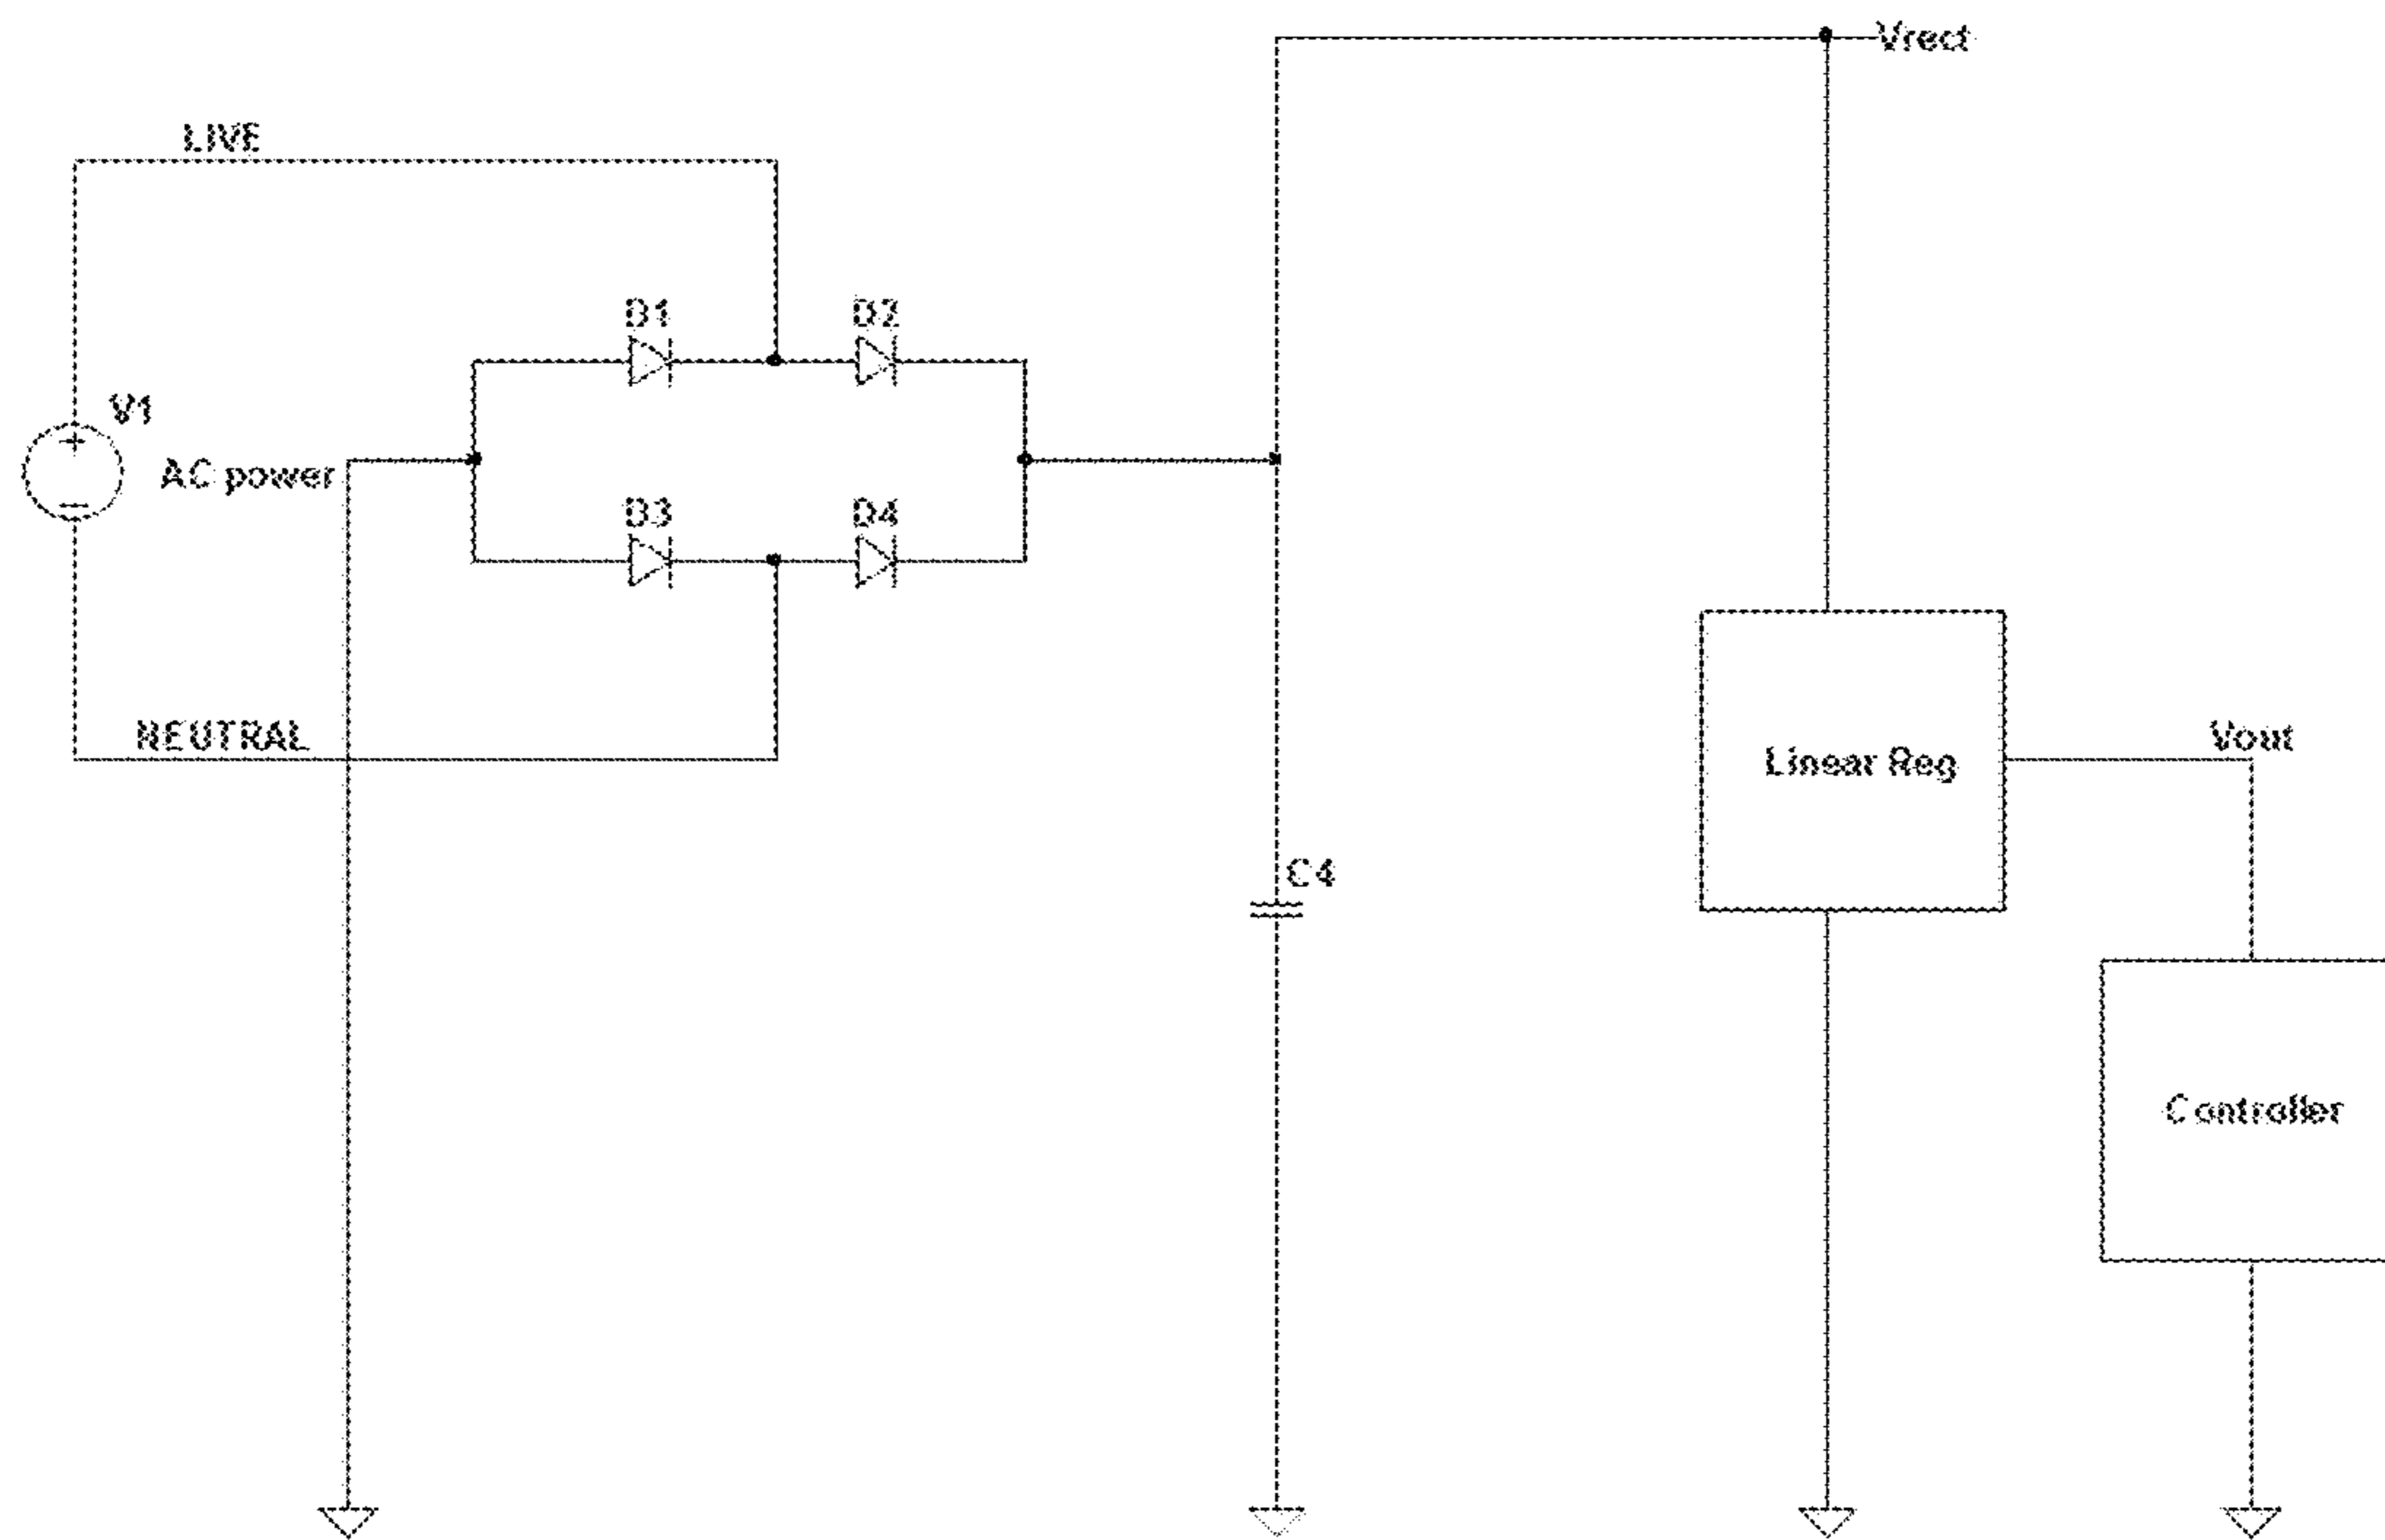 Vrect
LIVE
D1
D2
V1
AC power
D3
D4
NEUTRAL
Vout
Linear Reg
C4
Controller